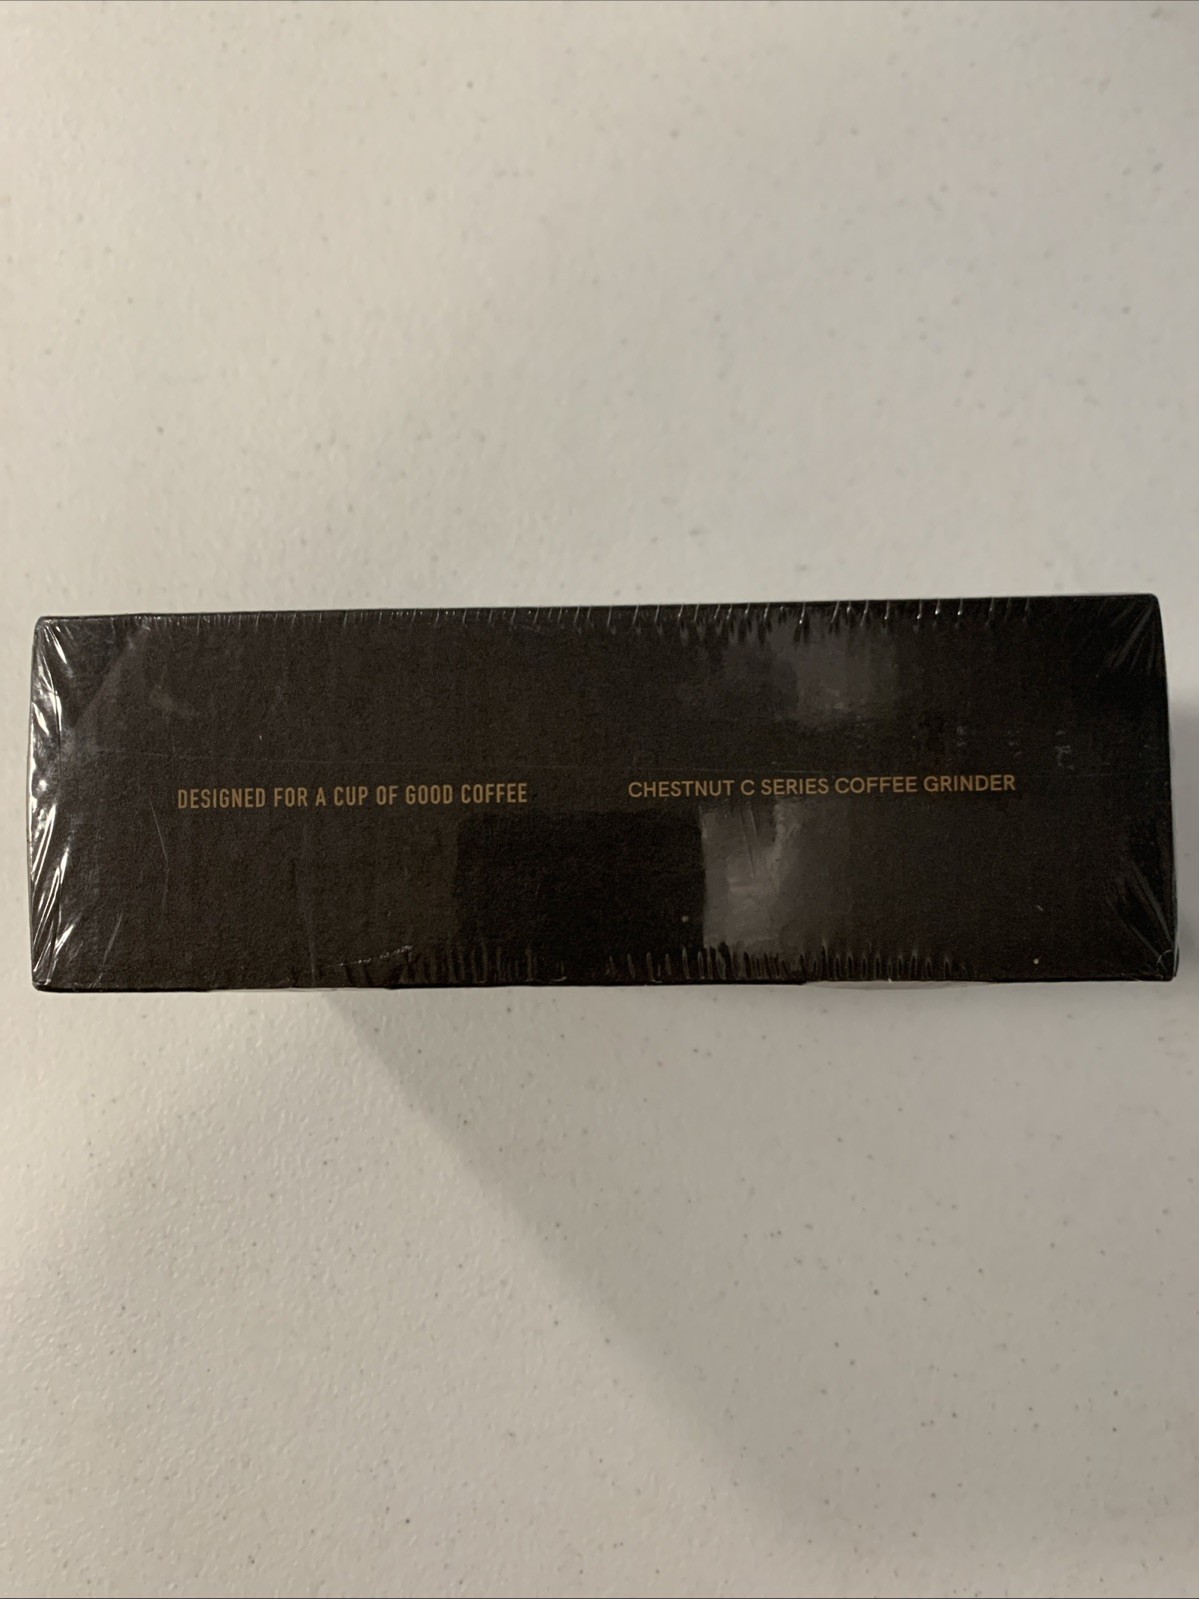 DESIGNED FOR A CUP OF GOOD COFFEE
CHESTNUT C SERIES COFFEE GRINDER